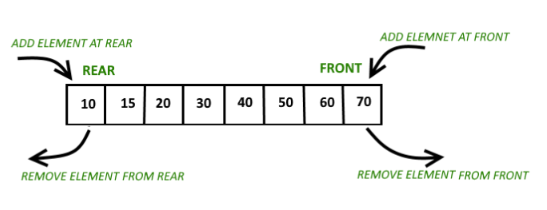 ADD ELEMENT AT REAR
ADD ELEMNET AT FRONT
REAR
FRONT
10 15 20 30 40 50 60 70
REMOVE ELEMENT FROM REAR
REMOVE ELEMENT FROM FRONT